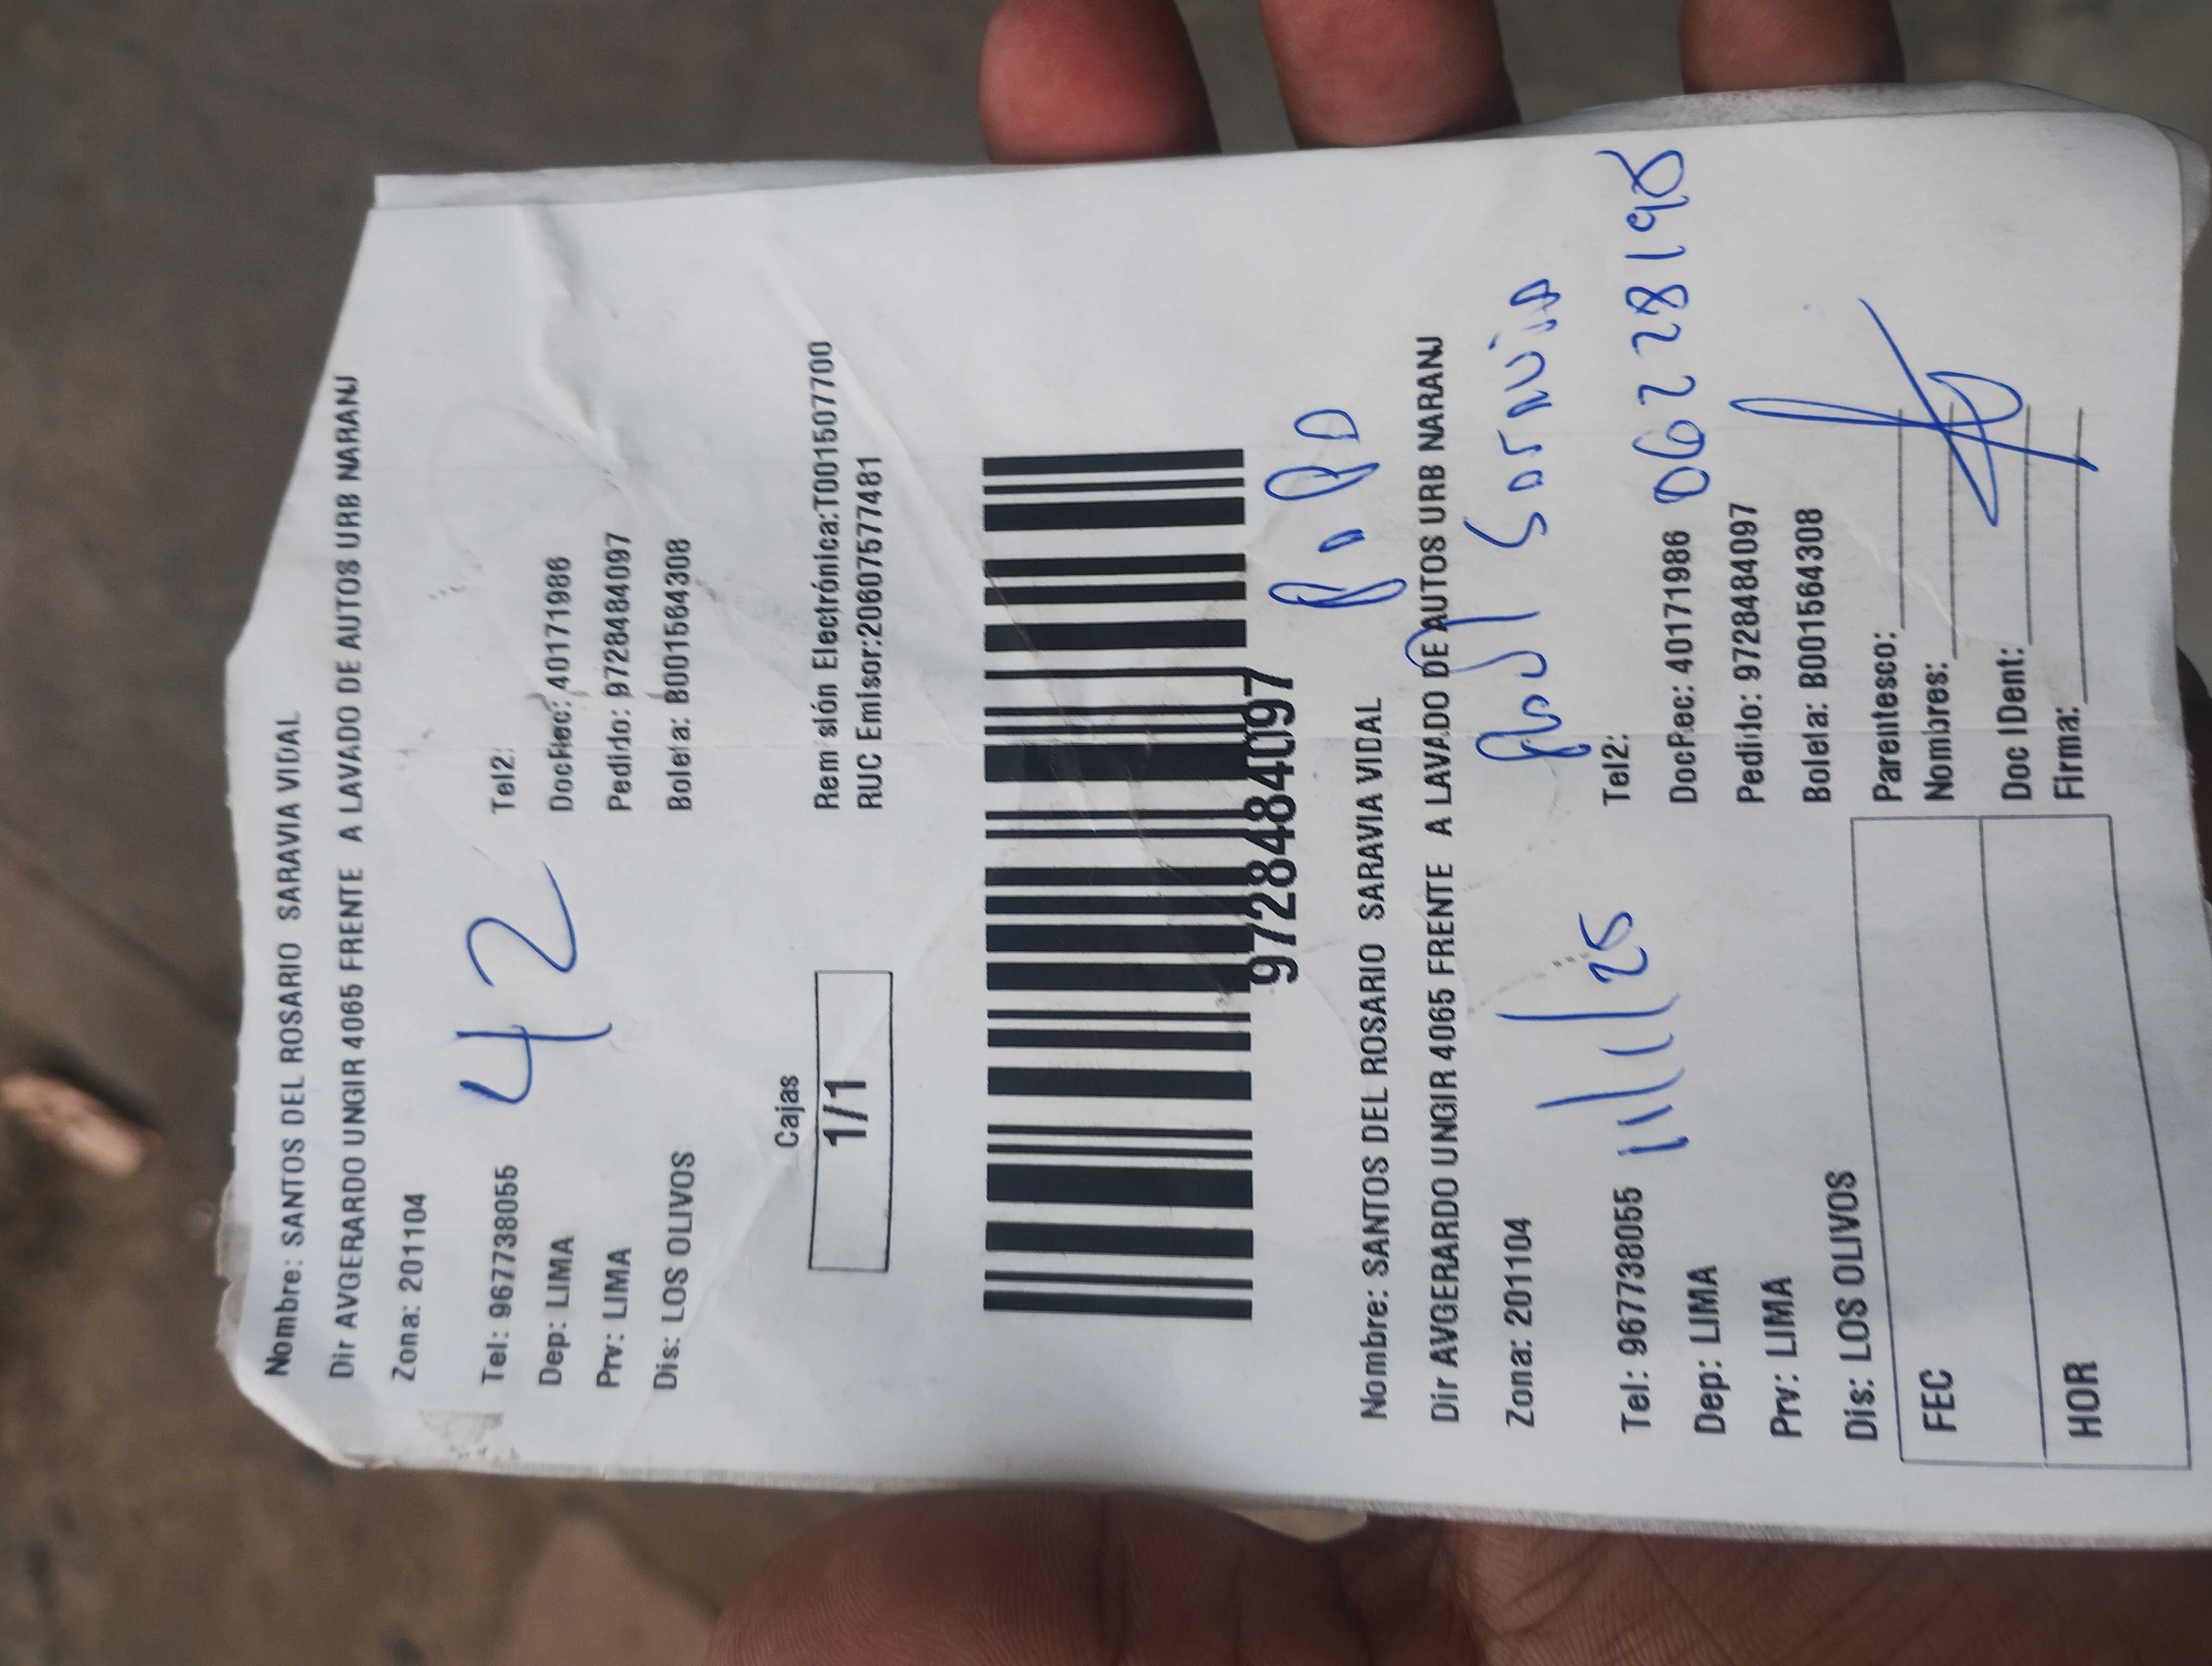 Nombre: SANTOS DEL ROSARIO SARAVIA VIDAL
Dir AVGERARDO UNGIR 4065 FRENTE A LAVADO DE AUTOS URB NARANJ
Zona: 201104
42
Tel: 967738055 Tel2:
Dep: LIMA DocRec: 40171986
Prv: LIMA Pedido: 9728484097
Dis: LOS OLIVOS Boleta: B001564308
Cajas
1/1
Remisión Electrónica:T001507700
RUC Emisor:20607577481
9728484097
Nombre: SANTOS DEL ROSARIO SARAVIA VIDAL
Dir AVGERARDO UNGIR 4065 FRENTE A LAVADO DE AUTOS URB NARANJ
Saravia
Zona: 201104
11/1/25
Tel: 967738055 Tel2:
06228198
Dep: LIMA DocRec: 40171986
Prv: LIMA Pedido: 9728484097
Dis: LOS OLIVOS Boleta: B001564308
FEC
HOR
Parentesco:
Nombres:
Doc IDent:
Firma: